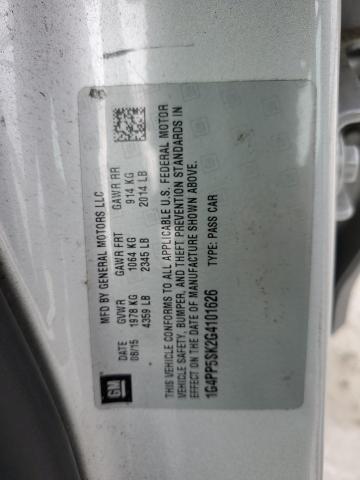 MFD BY GENERAL MOTORS LLC
DATE GVWR GAWR FRT GAWR RR
08/15 1978 KG 1064 KG 914 KG
4359 LB 2345 LB 2014 LB
THIS VEHICLE CONFORMS TO ALL APPLICABLE U.S. FEDERAL MOTOR
VEHICLE SAFETY, BUMPER, AND THEFT PREVENTION STANDARDS IN
EFFECT ON THE DATE OF MANUFACTURE SHOWN ABOVE.
1G4PP5SK2G4101626 TYPE: PASS CAR
GM